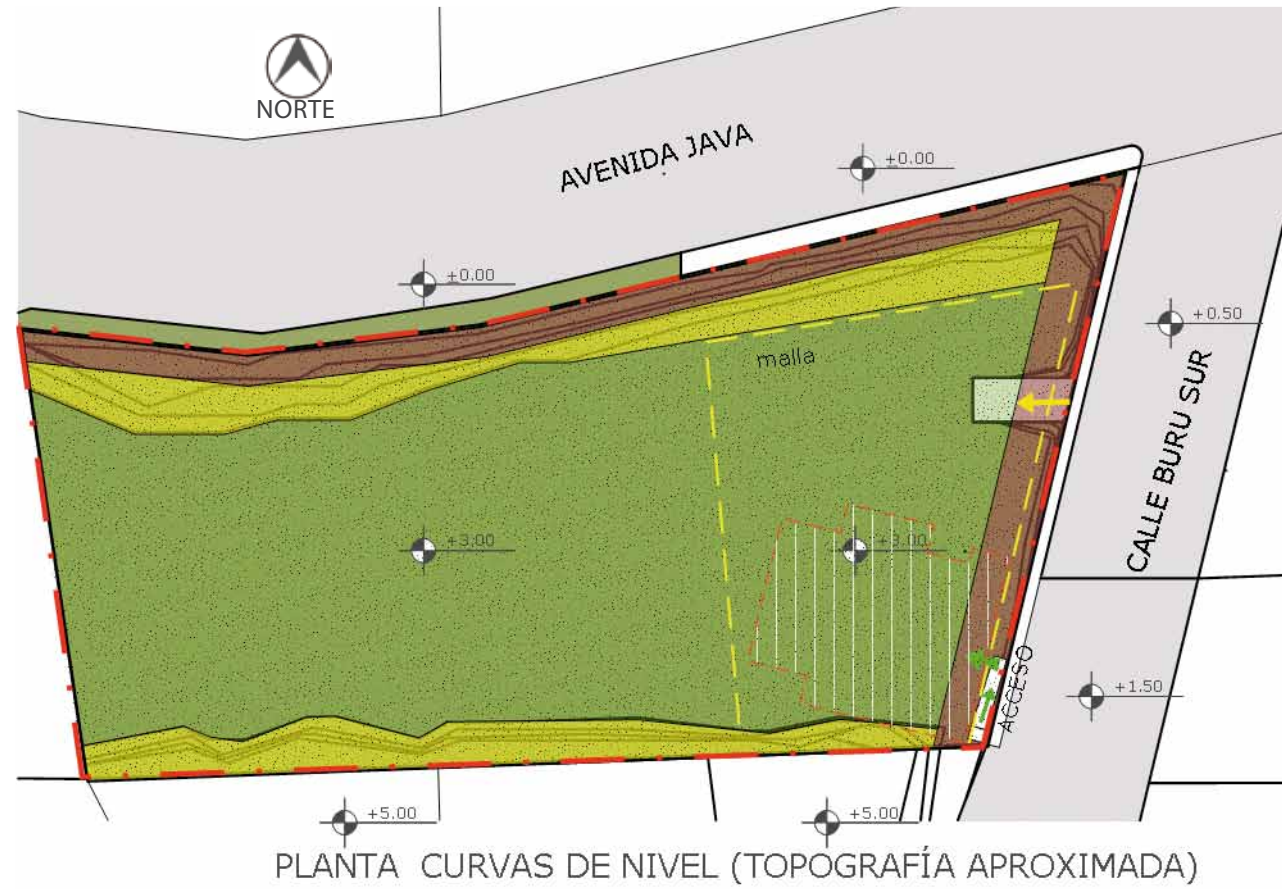 NORTE
AVENIDA JAVA
±0.00
±0.00
+0.50
malla
CALLE BURU SUR
+3.00
+3.00
ACCESO
+1.50
+5.00
+5.00
PLANTA CURVAS DE NIVEL (TOPOGRAFÍA APROXIMADA)